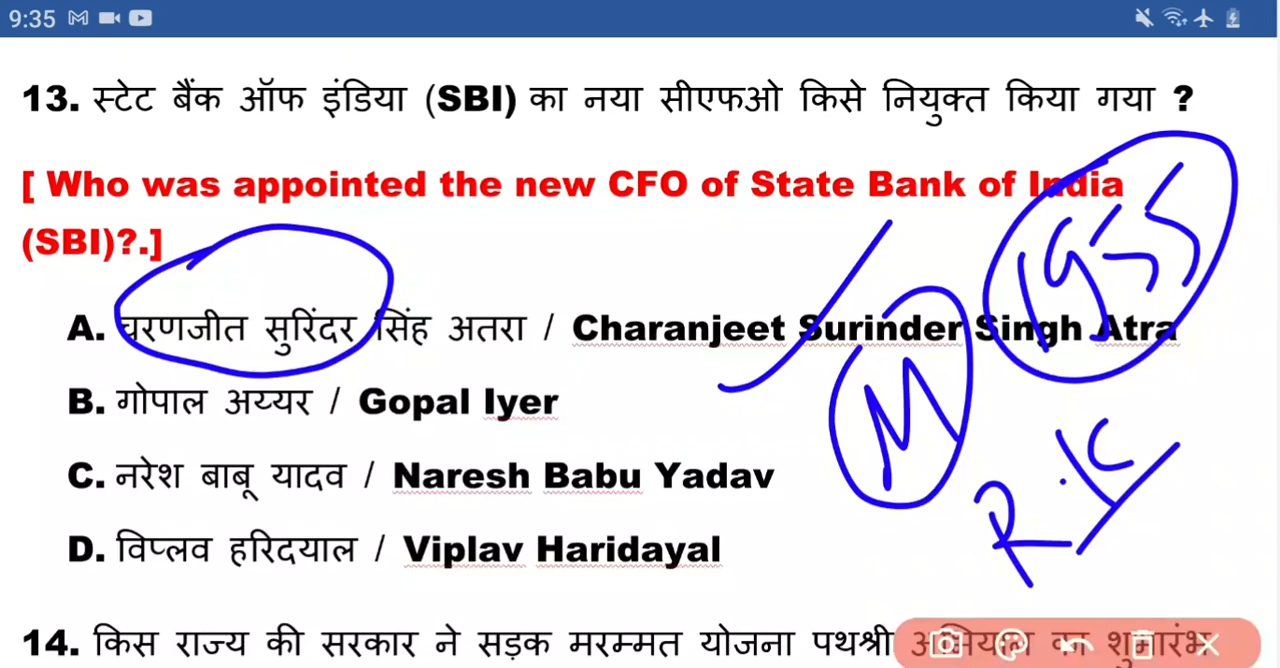 9:35
13. स्टेट बैंक ऑफ इंडिया (SBI) का नया सीएफओ किसे नियुक्त किया गया ?
[ Who was appointed the new CFO of State Bank of India
(SBI)?.]
A. चरणजीत सुरिंदर सिंह अतरा / Charanjeet Surinder Singh Atra
B. गोपाल अय्यर / Gopal Iyer
C. नरेश बाबू यादव / Naresh Babu Yadav
D. विप्लव हरिदयाल / Viplav Haridayal
1955
M
R.K
14. किस राज्य की सरकार ने सड़क मरम्मत योजना पथश्री अभियान का शुभारंभ